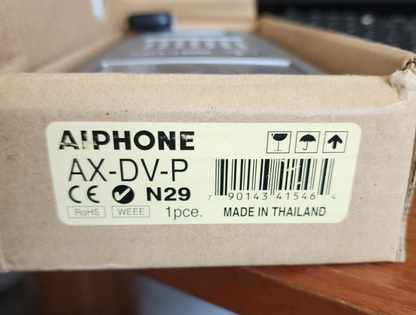 AIPHONE
AX-DV-P
CE N29
RoHS WEEE 1pce.
7 90143 41546 4
MADE IN THAILAND